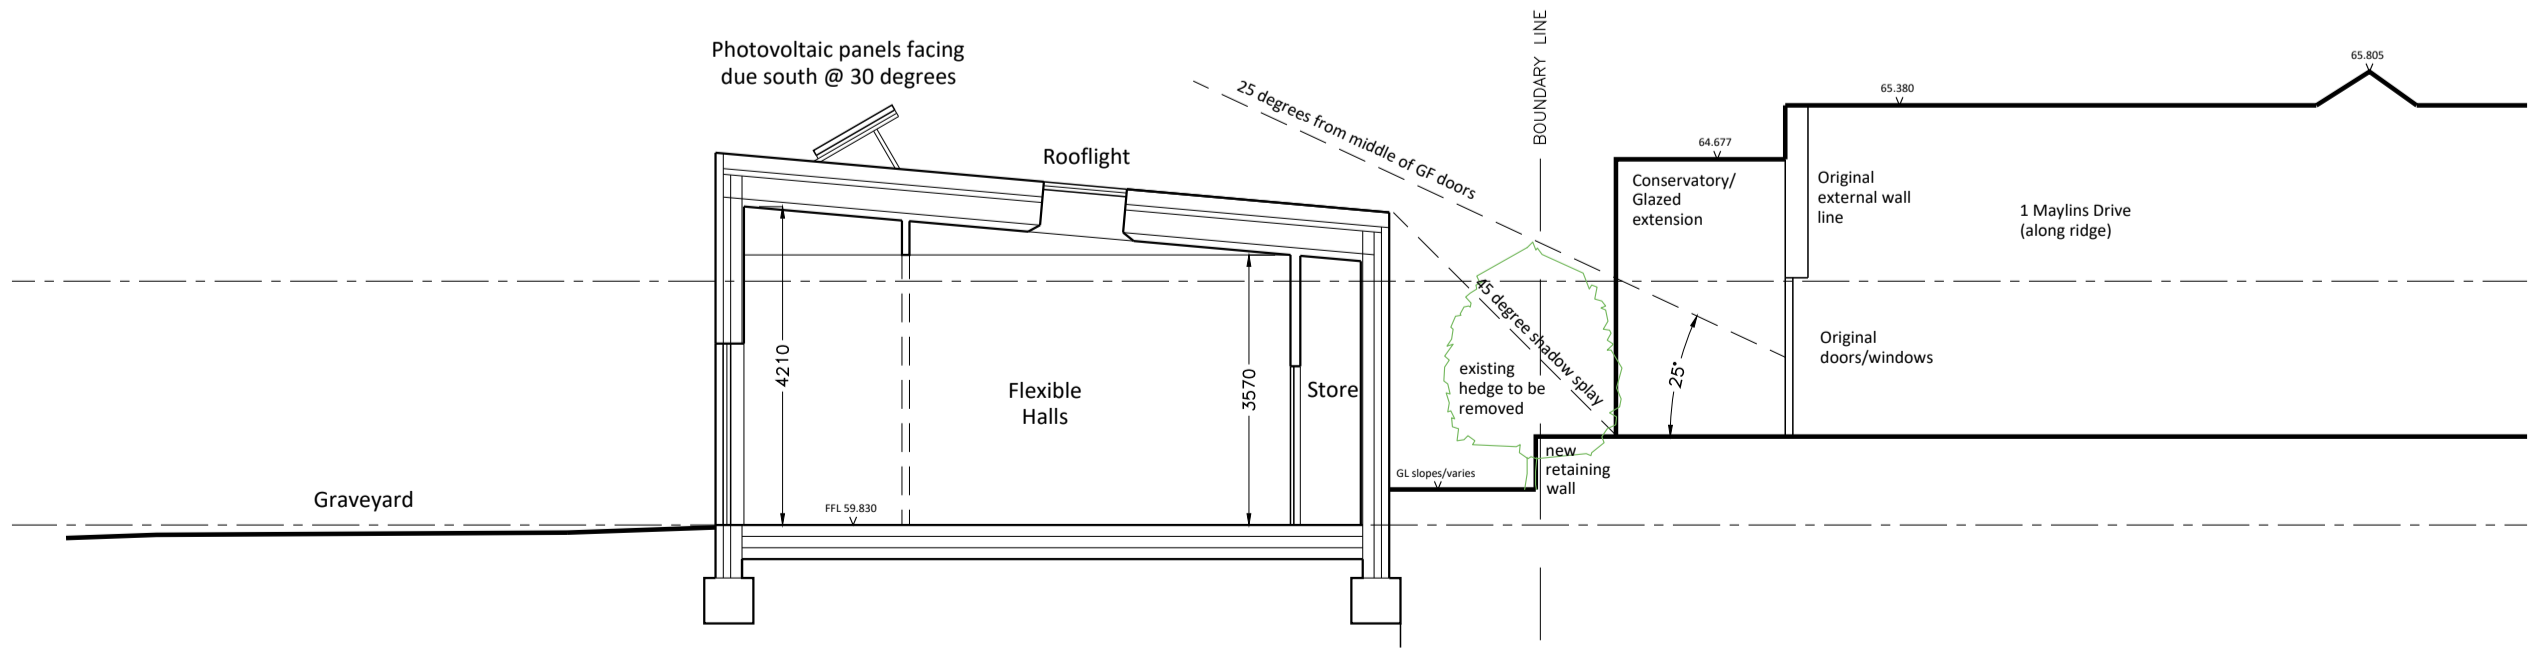 Photovoltaic panels facing
due south @ 30 degrees
Rooflight
25 degrees from middle of GF doors
BOUNDARY LINE
65.805
65.380
64.677
Conservatory/
Glazed
extension
Original
external wall
line
1 Maylins Drive
(along ridge)
45 degree shadow splay
Original
doors/windows
4210
Flexible
Halls
3570
Store
existing
hedge to be
removed
25°
new
retaining
wall
GL slopes/varies
Graveyard
FFL 59.830